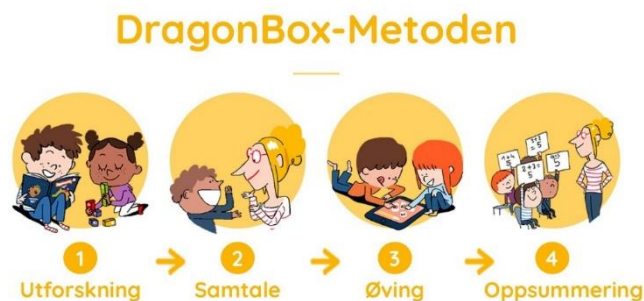 DragonBox-Metoden
1
2
3
4
Utforskning
Samtale
Øving
Oppsummering